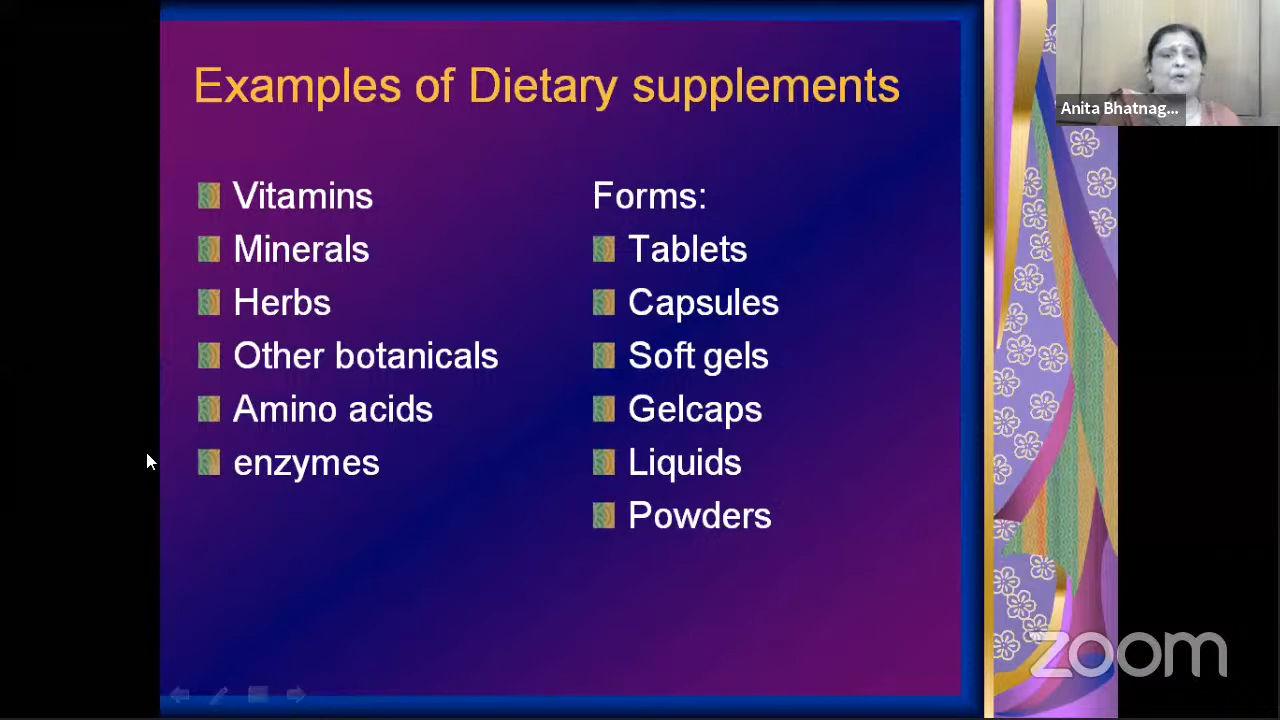 Examples of Dietary supplements
Vitamins
Minerals
Herbs
Other botanicals
Amino acids
enzymes
Forms:
Tablets
Capsules
Soft gels
Gelcaps
Liquids
Powders
Anita Bhatnag...
zoom